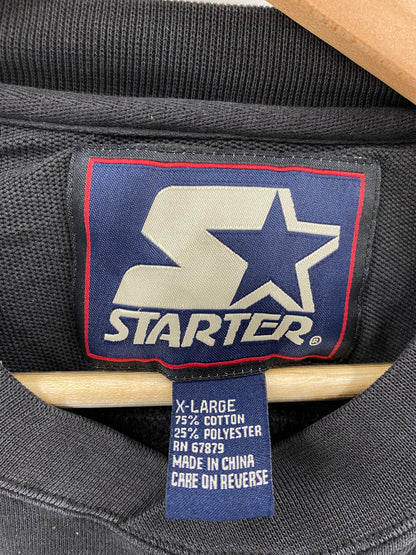 STARTER®
X-LARGE
75% COTTON
25% POLYESTER
RN 67879
MADE IN CHINA
CARE ON REVERSE